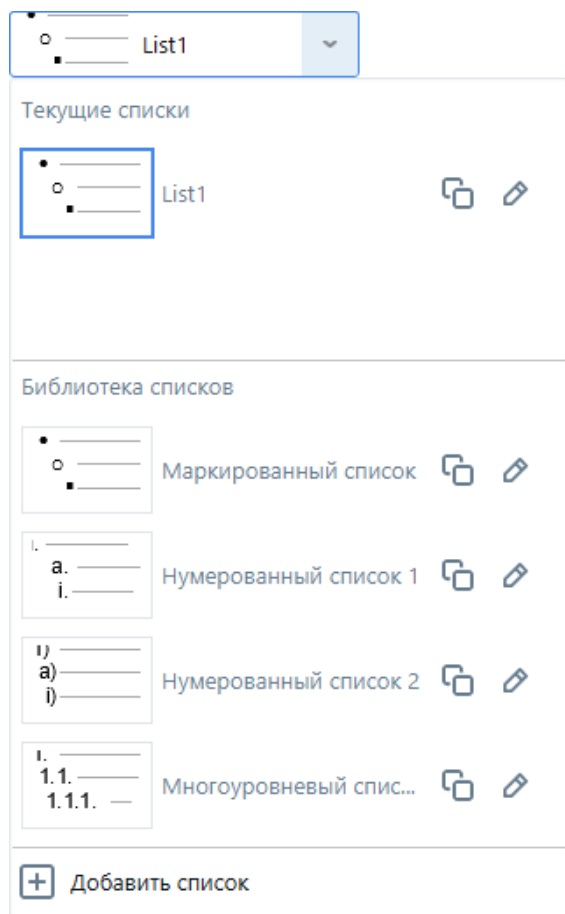 List1
Текущие списки
List1
Библиотека списков
Маркированный список
a.
i.
Нумерованный список 1
a)
i)
Нумерованный список 2
1.1.
1.1.1.
Многоуровневый спис...
Добавить список